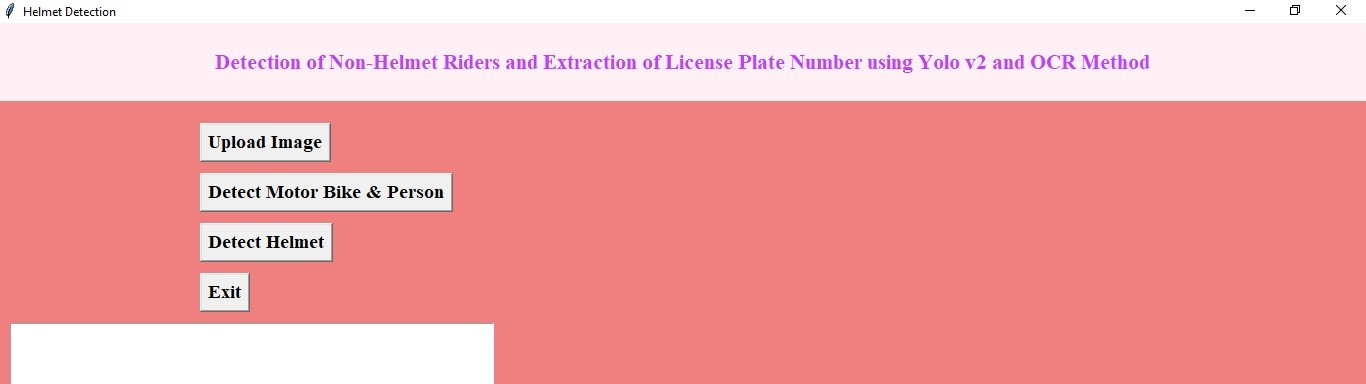 Helmet Detection
Detection of Non-Helmet Riders and Extraction of License Plate Number using Yolo v2 and OCR Method
Upload Image
Detect Motor Bike & Person
Detect Helmet
Exit